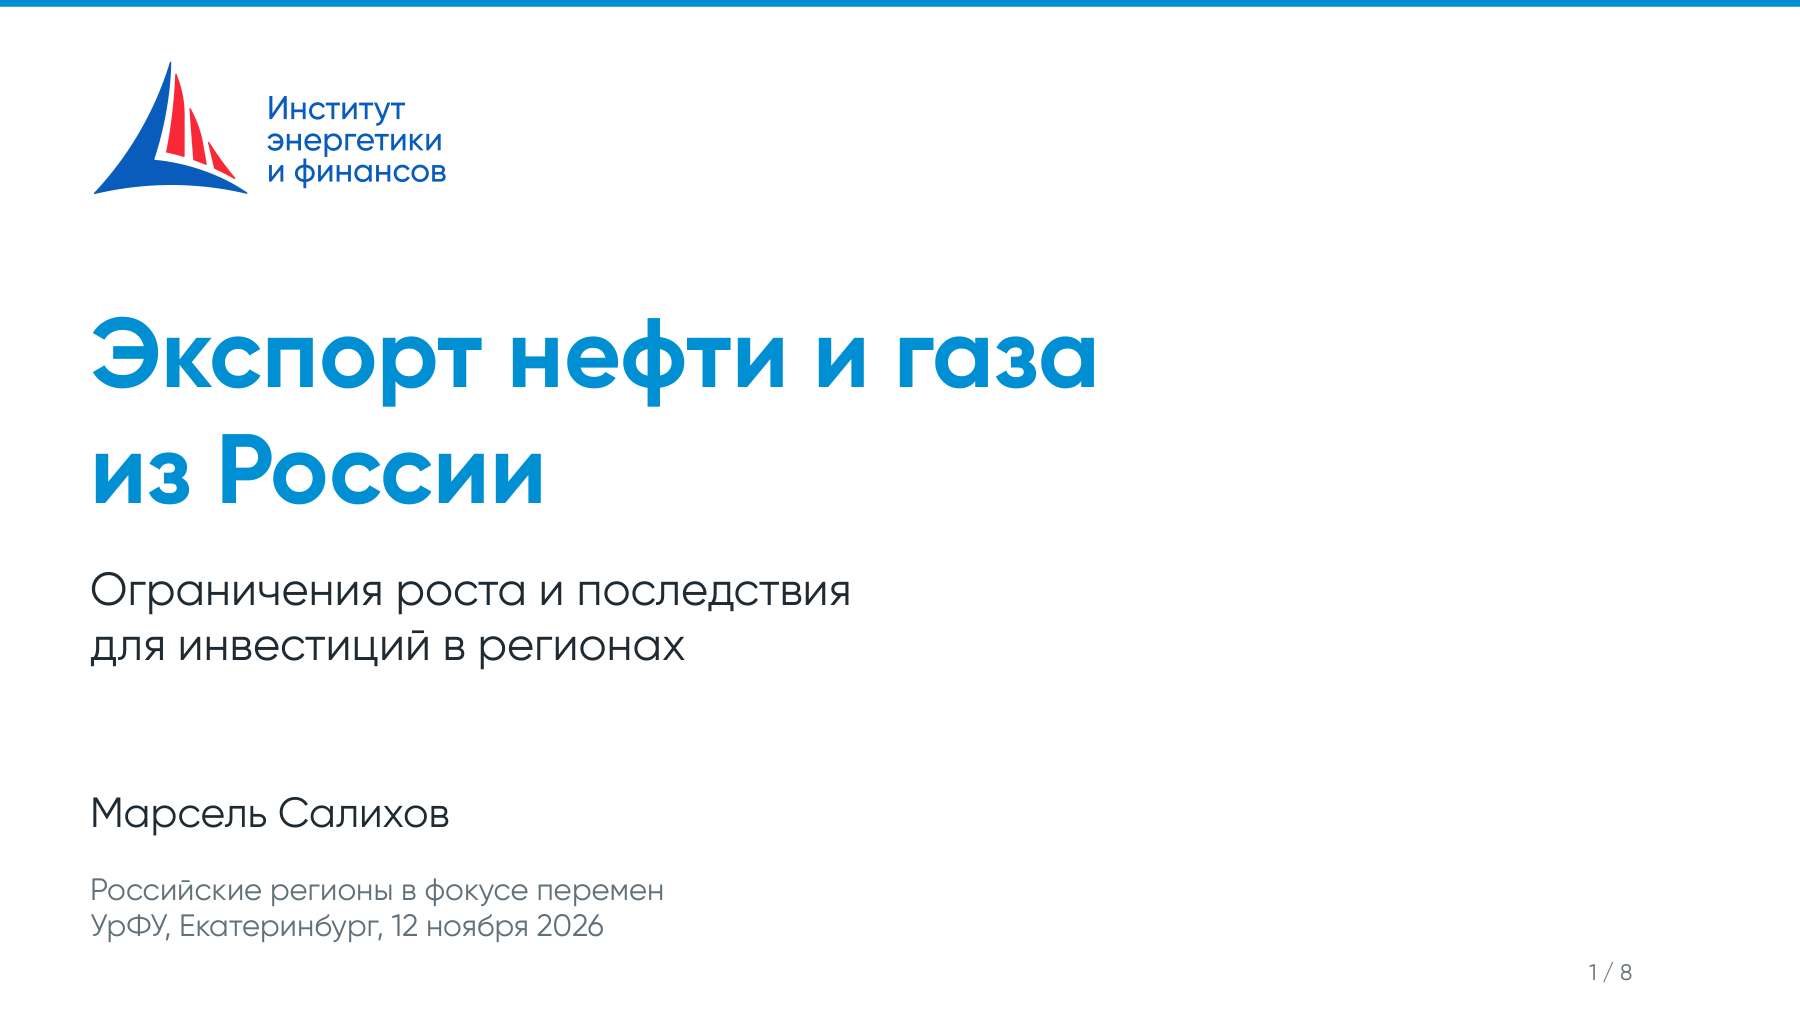 Институт
энергетики
и финансов
Экспорт нефти и газа
из России
Ограничения роста и последствия
для инвестиций в регионах
Марсель Салихов
Российские регионы в фокусе перемен
УрФУ, Екатеринбург, 12 ноября 2026
1 / 8